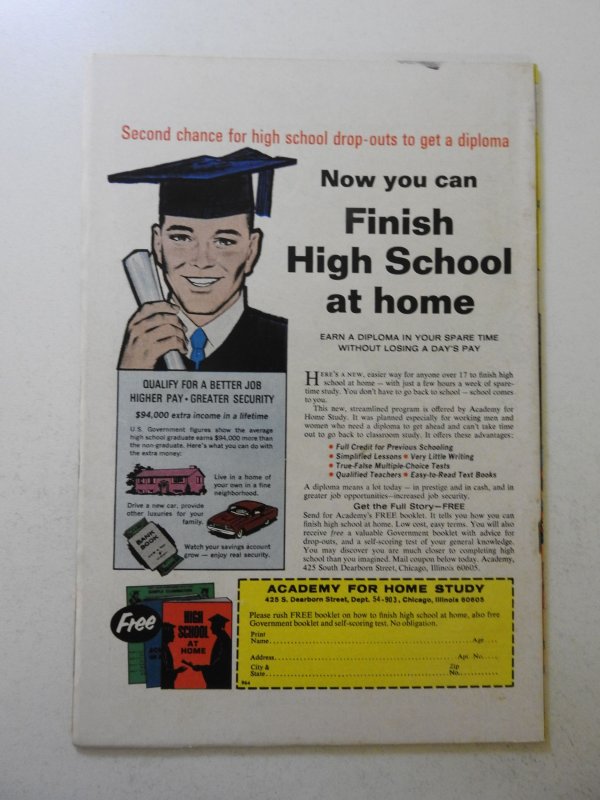 Second chance for high school drop-outs to get a diploma
Now you can
Finish
High School
at home
EARN A DIPLOMA IN YOUR SPARE TIME
WITHOUT LOSING A DAY'S PAY
QUALIFY FOR A BETTER JOB
HIGHER PAY • GREATER SECURITY
$94,000 extra income in a lifetime
U.S. Government figures show the average
high school graduate earns $94,000 more than
the non-graduate. Here's what you can do with
the extra money:
Live in a home of
your own in a fine
neighborhood.
Drive a new car, provide
other luxuries for your
family.
BANK
BOOK
Watch your savings account
grow — enjoy real security.
HERE'S A NEW, easier way for anyone over 17 to finish high
school at home — with just a few hours a week of spare-
time study. You don't have to go back to school — school comes
to you.
This new, streamlined program is offered by Academy for
Home Study. It was planned especially for working men and
women who need a diploma to get ahead and can't take time
out to go back to classroom study. It offers these advantages:
• Full Credit for Previous Schooling
• Simplified Lessons • Very Little Writing
• True-False Multiple-Choice Tests
• Qualified Teachers • Easy-to-Read Text Books
A diploma means a lot today — in prestige and in cash, and in
greater job opportunities—increased job security.
Get the Full Story—FREE
Send for Academy's FREE booklet. It tells you how you can
finish high school at home. Low cost, easy terms. You will also
receive free a valuable Government booklet with advice for
drop-outs, and a self-scoring test of your general knowledge.
You may discover you are much closer to completing high
school than you imagined. Mail coupon below today. Academy,
425 South Dearborn Street, Chicago, Illinois 60605.
Free
HIGH
SCHOOL
AT
HOME
ACADEMY FOR HOME STUDY
425 S. Dearborn Street, Dept. 54-903, Chicago, Illinois 60605
Please rush FREE booklet on how to finish high school at home, also free
Government booklet and self-scoring test. No obligation.
Print
Name Age
Address Apt. No.
City & Zip
State No.